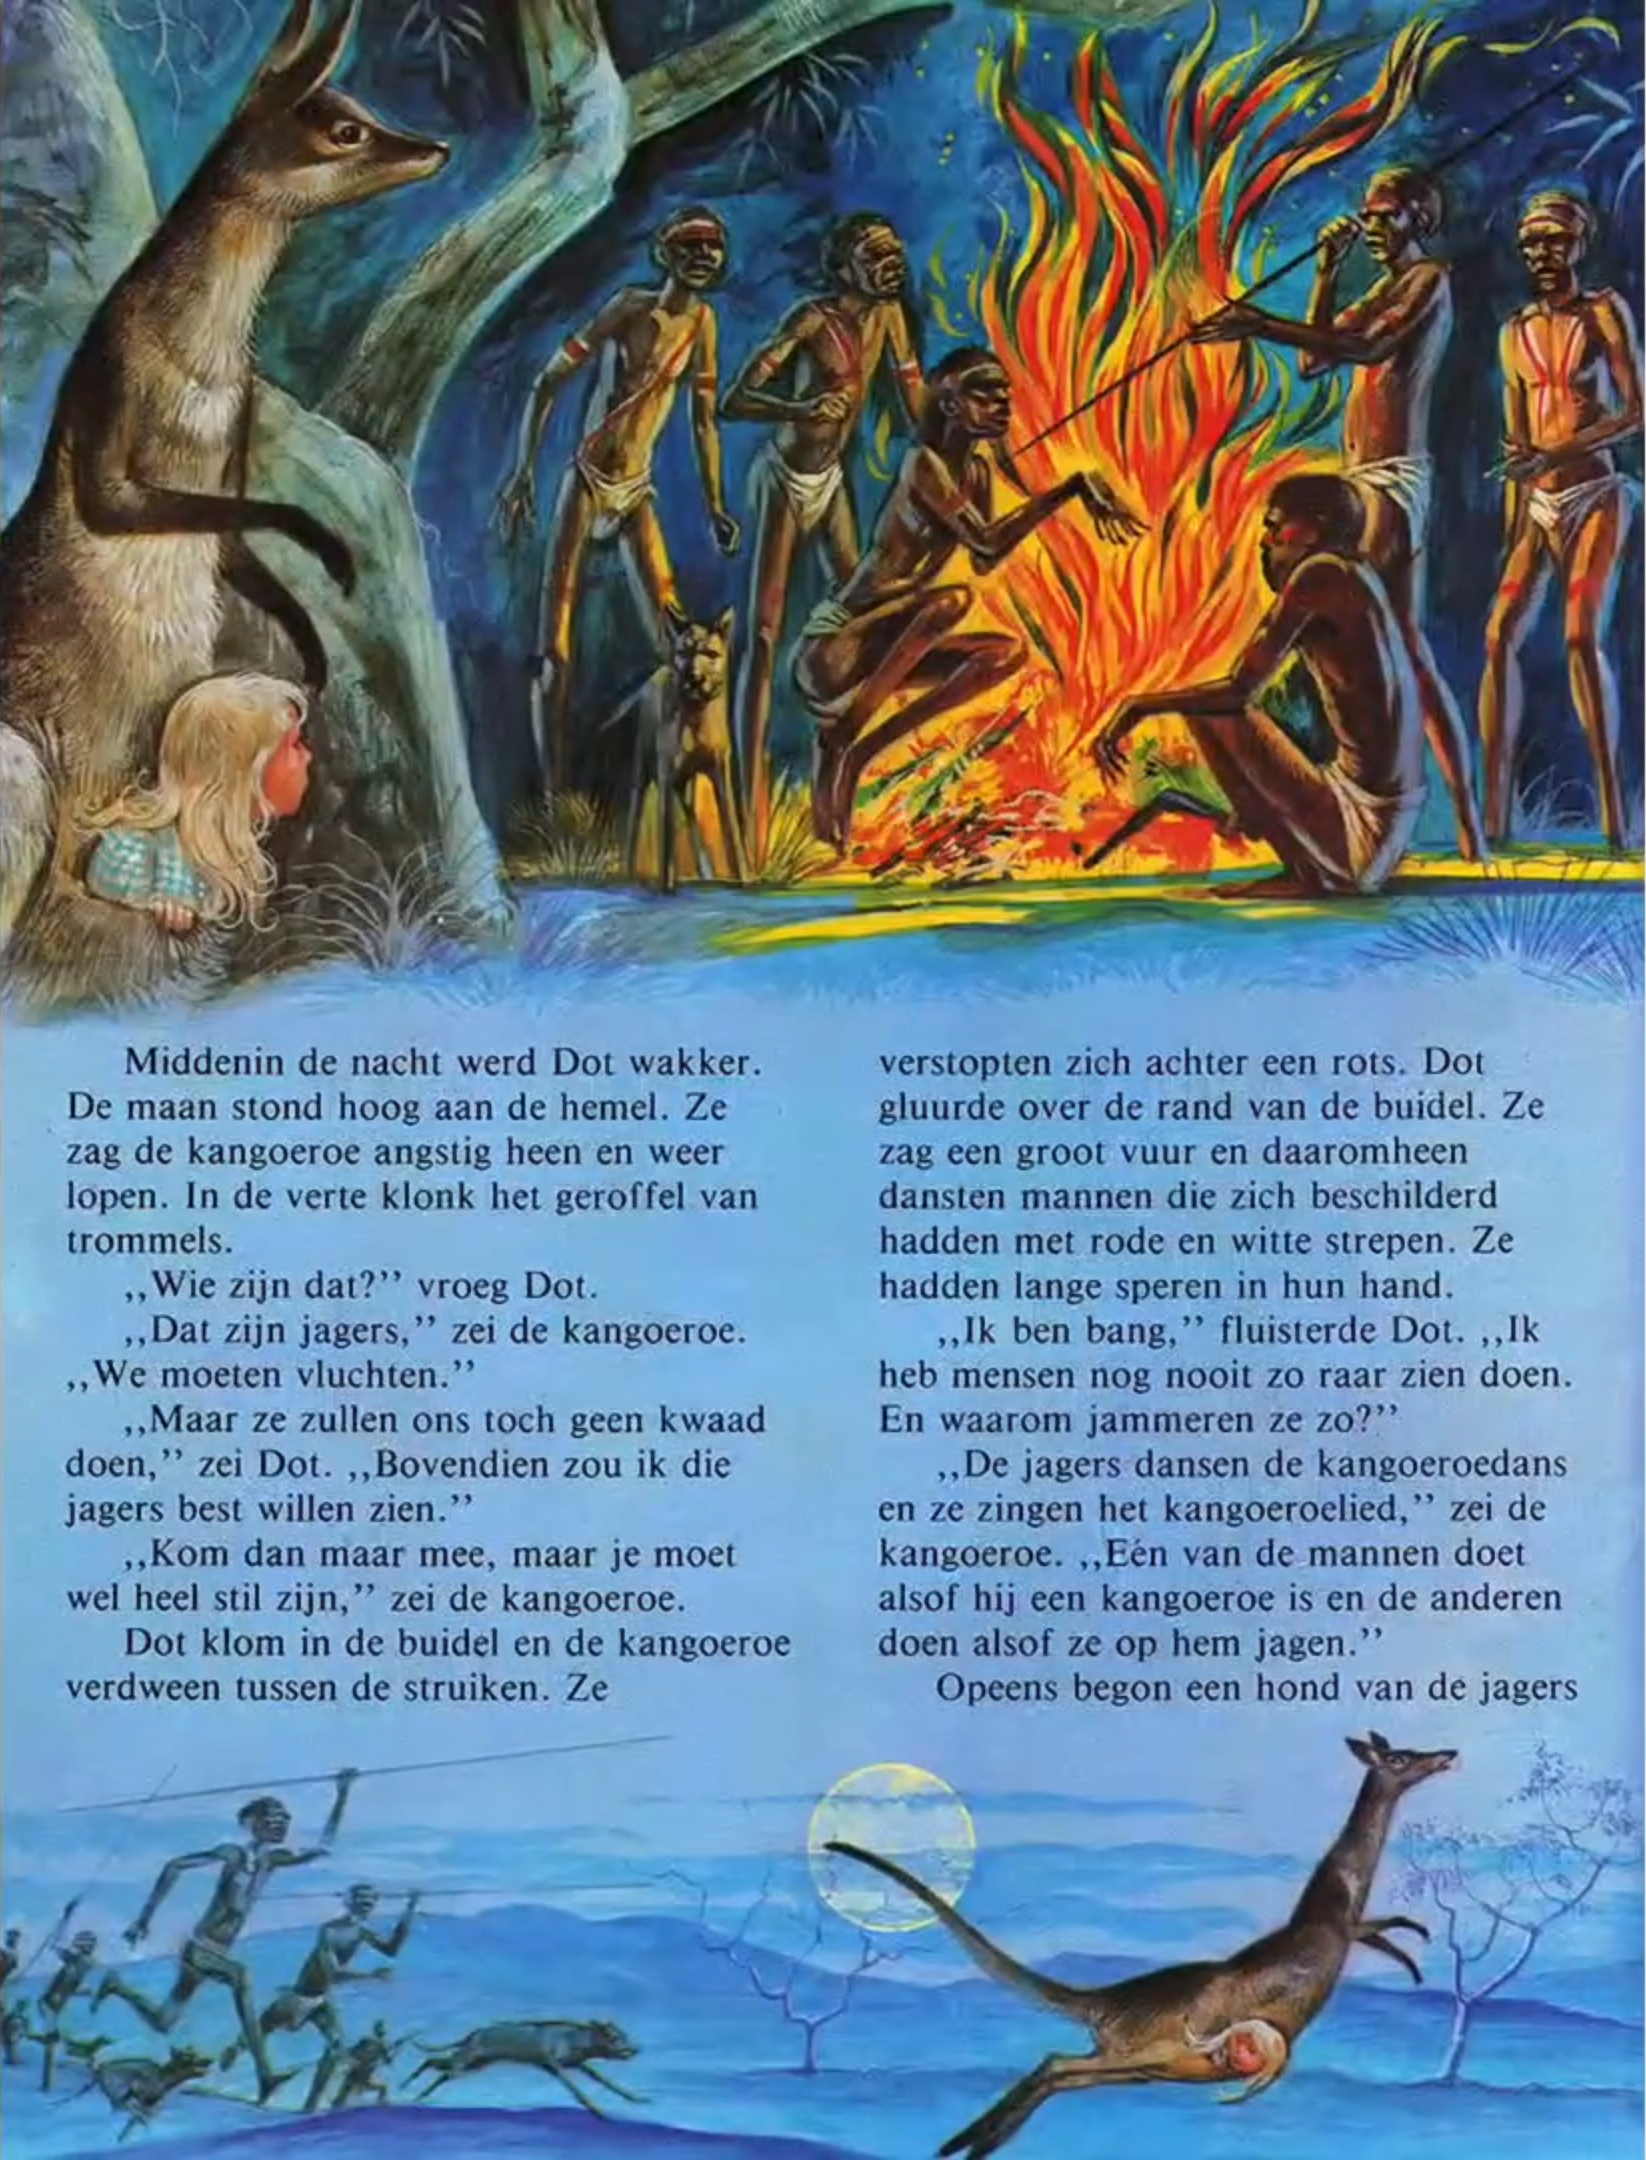 Middenin de nacht werd Dot wakker.
De maan stond hoog aan de hemel. Ze
zag de kangoeroe angstig heen en weer
lopen. In de verte klonk het geroffel van
trommels.
,,Wie zijn dat?’’ vroeg Dot.
,,Dat zijn jagers,’’ zei de kangoeroe.
,,We moeten vluchten.’’
,,Maar ze zullen ons toch geen kwaad
doen,’’ zei Dot. ,,Bovendien zou ik die
jagers best willen zien.’’
,,Kom dan maar mee, maar je moet
wel heel stil zijn,’’ zei de kangoeroe.
Dot klom in de buidel en de kangoeroe
verdween tussen de struiken. Ze
verstopten zich achter een rots. Dot
gluurde over de rand van de buidel. Ze
zag een groot vuur en daaromheen
dansten mannen die zich beschilderd
hadden met rode en witte strepen. Ze
hadden lange speren in hun hand.
,,Ik ben bang,’’ fluisterde Dot. ,,Ik
heb mensen nog nooit zo raar zien doen.
En waarom jammeren ze zo?’’
,,De jagers dansen de kangoeroedans
en ze zingen het kangoeroelied,’’ zei de
kangoeroe. ,,Eén van de mannen doet
alsof hij een kangoeroe is en de anderen
doen alsof ze op hem jagen.’’
Opeens begon een hond van de jagers